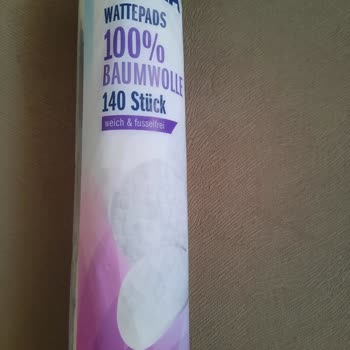 WATTEPADS
100%
BAUMWOLLE
140 Stück
weich & fusselfrei